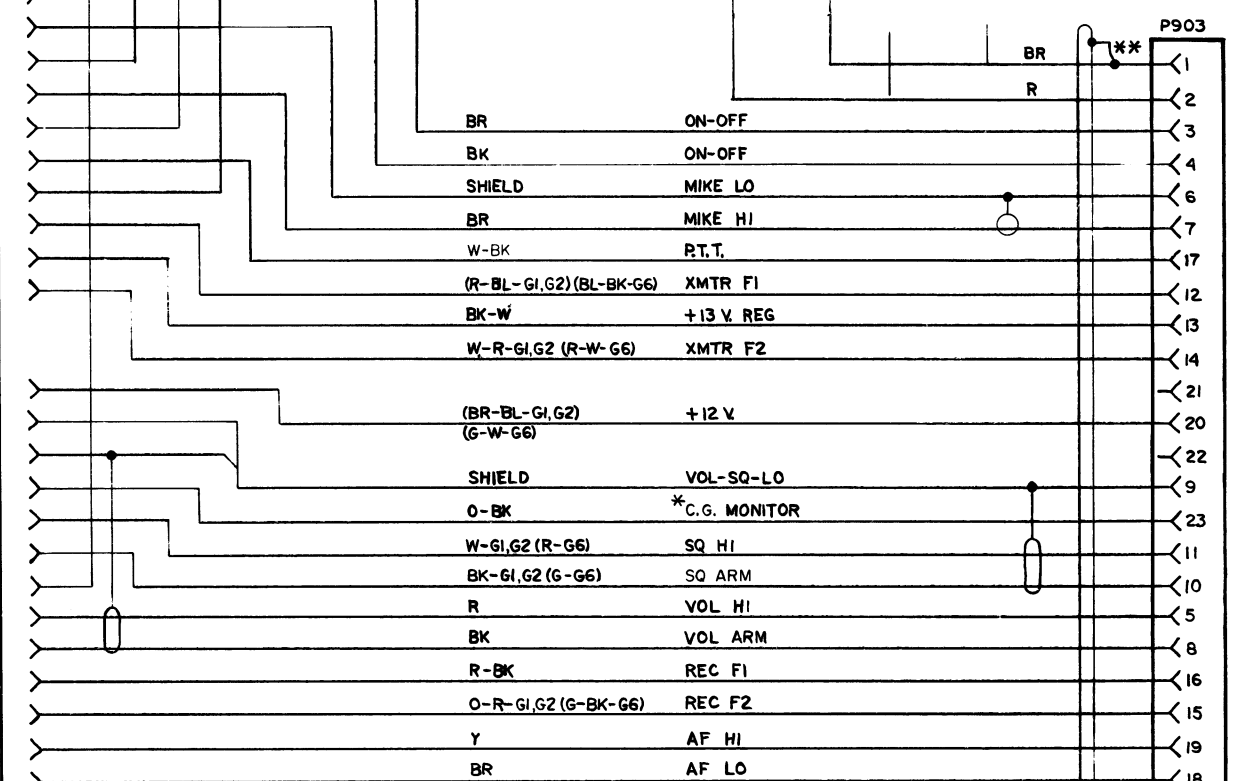 P903
**
BR 1
R 2
BR ON-OFF 3
BK ON-OFF 4
SHIELD MIKE LO 6
BR MIKE HI 7
W-BK P.T.T. 17
(R-BL-G1,G2)(BL-BK-G6) XMTR F1 12
BK-W +13 V. REG 13
W-R-G1,G2 (R-W-G6) XMTR F2 14
21
(BR-BL-G1,G2) +12 V. 20
(G-W-G6)
22
SHIELD VOL-SQ-LO 9
O-BK *C.G. MONITOR 23
W-G1,G2 (R-G6) SQ HI 11
BK-G1,G2 (G-G6) SQ ARM 10
R VOL HI 5
BK VOL ARM 8
R-BK REC F1 16
O-R-G1,G2 (G-BK-G6) REC F2 15
Y AF HI 19
BR AF LO 18